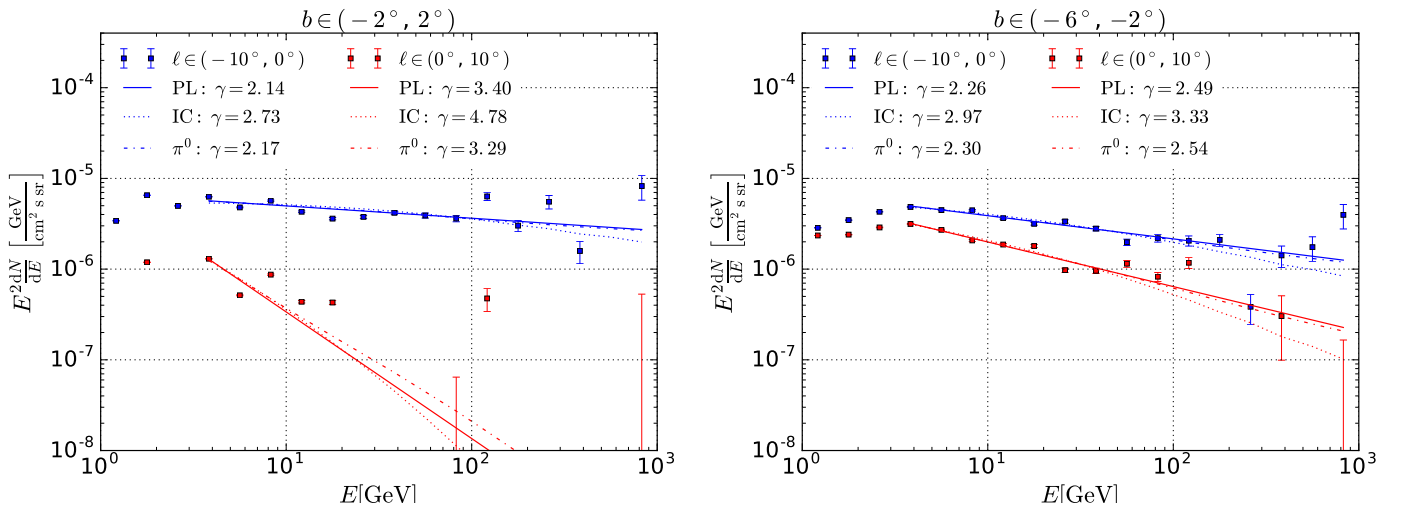 b∈(−2°, 2°)
ℓ∈(−10°, 0°) ℓ∈(0°, 10°)
PL: γ=2.14 PL: γ=3.40
IC: γ=2.73 IC: γ=4.78
π⁰: γ=2.17 π⁰: γ=3.29
10⁻⁴
10⁻⁵
10⁻⁶
10⁻⁷
10⁻⁸
E² dN/dE [GeV / cm² s sr]
10⁰ 10¹ 10² 10³
E[GeV]
b∈(−6°, −2°)
ℓ∈(−10°, 0°) ℓ∈(0°, 10°)
PL: γ=2.26 PL: γ=2.49
IC: γ=2.97 IC: γ=3.33
π⁰: γ=2.30 π⁰: γ=2.54
10⁻⁴
10⁻⁵
10⁻⁶
10⁻⁷
10⁻⁸
E² dN/dE [GeV / cm² s sr]
10⁰ 10¹ 10² 10³
E[GeV]